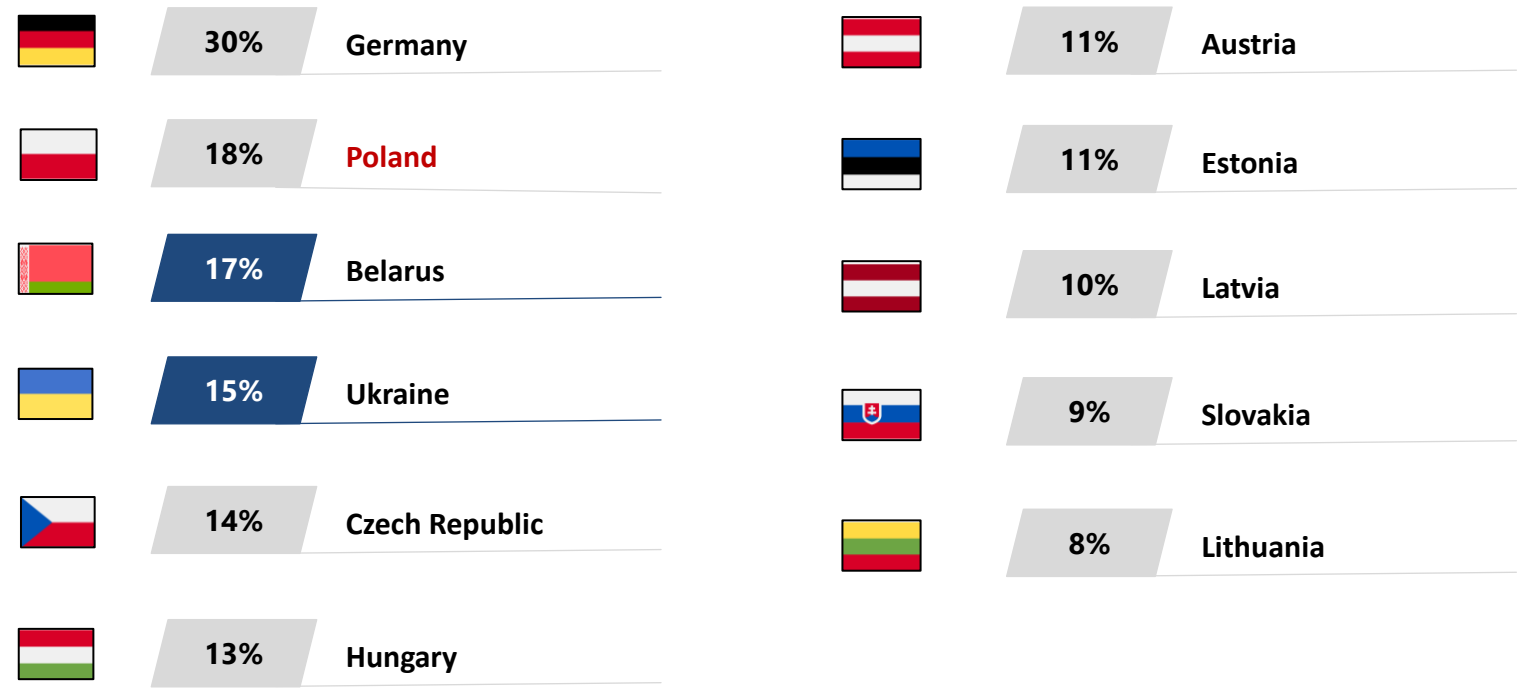 30% Germany
18% Poland
17% Belarus
15% Ukraine
14% Czech Republic
13% Hungary
11% Austria
11% Estonia
10% Latvia
9% Slovakia
8% Lithuania